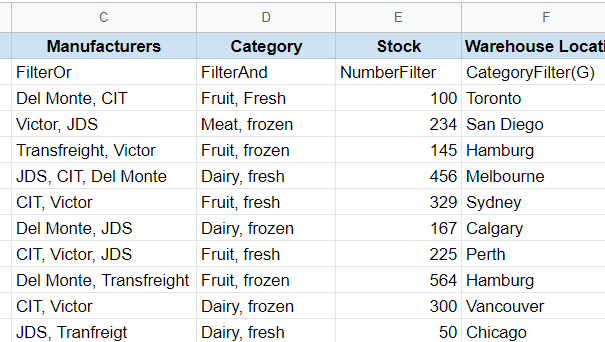 C D E F
Manufacturers Category Stock Warehouse Locati
FilterOr FilterAnd NumberFilter CategoryFilter(G)
Del Monte, CIT Fruit, Fresh 100 Toronto
Victor, JDS Meat, frozen 234 San Diego
Transfreight, Victor Fruit, frozen 145 Hamburg
JDS, CIT, Del Monte Dairy, fresh 456 Melbourne
CIT, Victor Fruit, fresh 329 Sydney
Del Monte, JDS Dairy, frozen 167 Calgary
CIT, Victor, JDS Fruit, fresh 225 Perth
Del Monte, Transfreight Fruit, frozen 564 Hamburg
CIT, Victor Dairy, frozen 300 Vancouver
JDS, Tranfreigt Dairy, fresh 50 Chicago